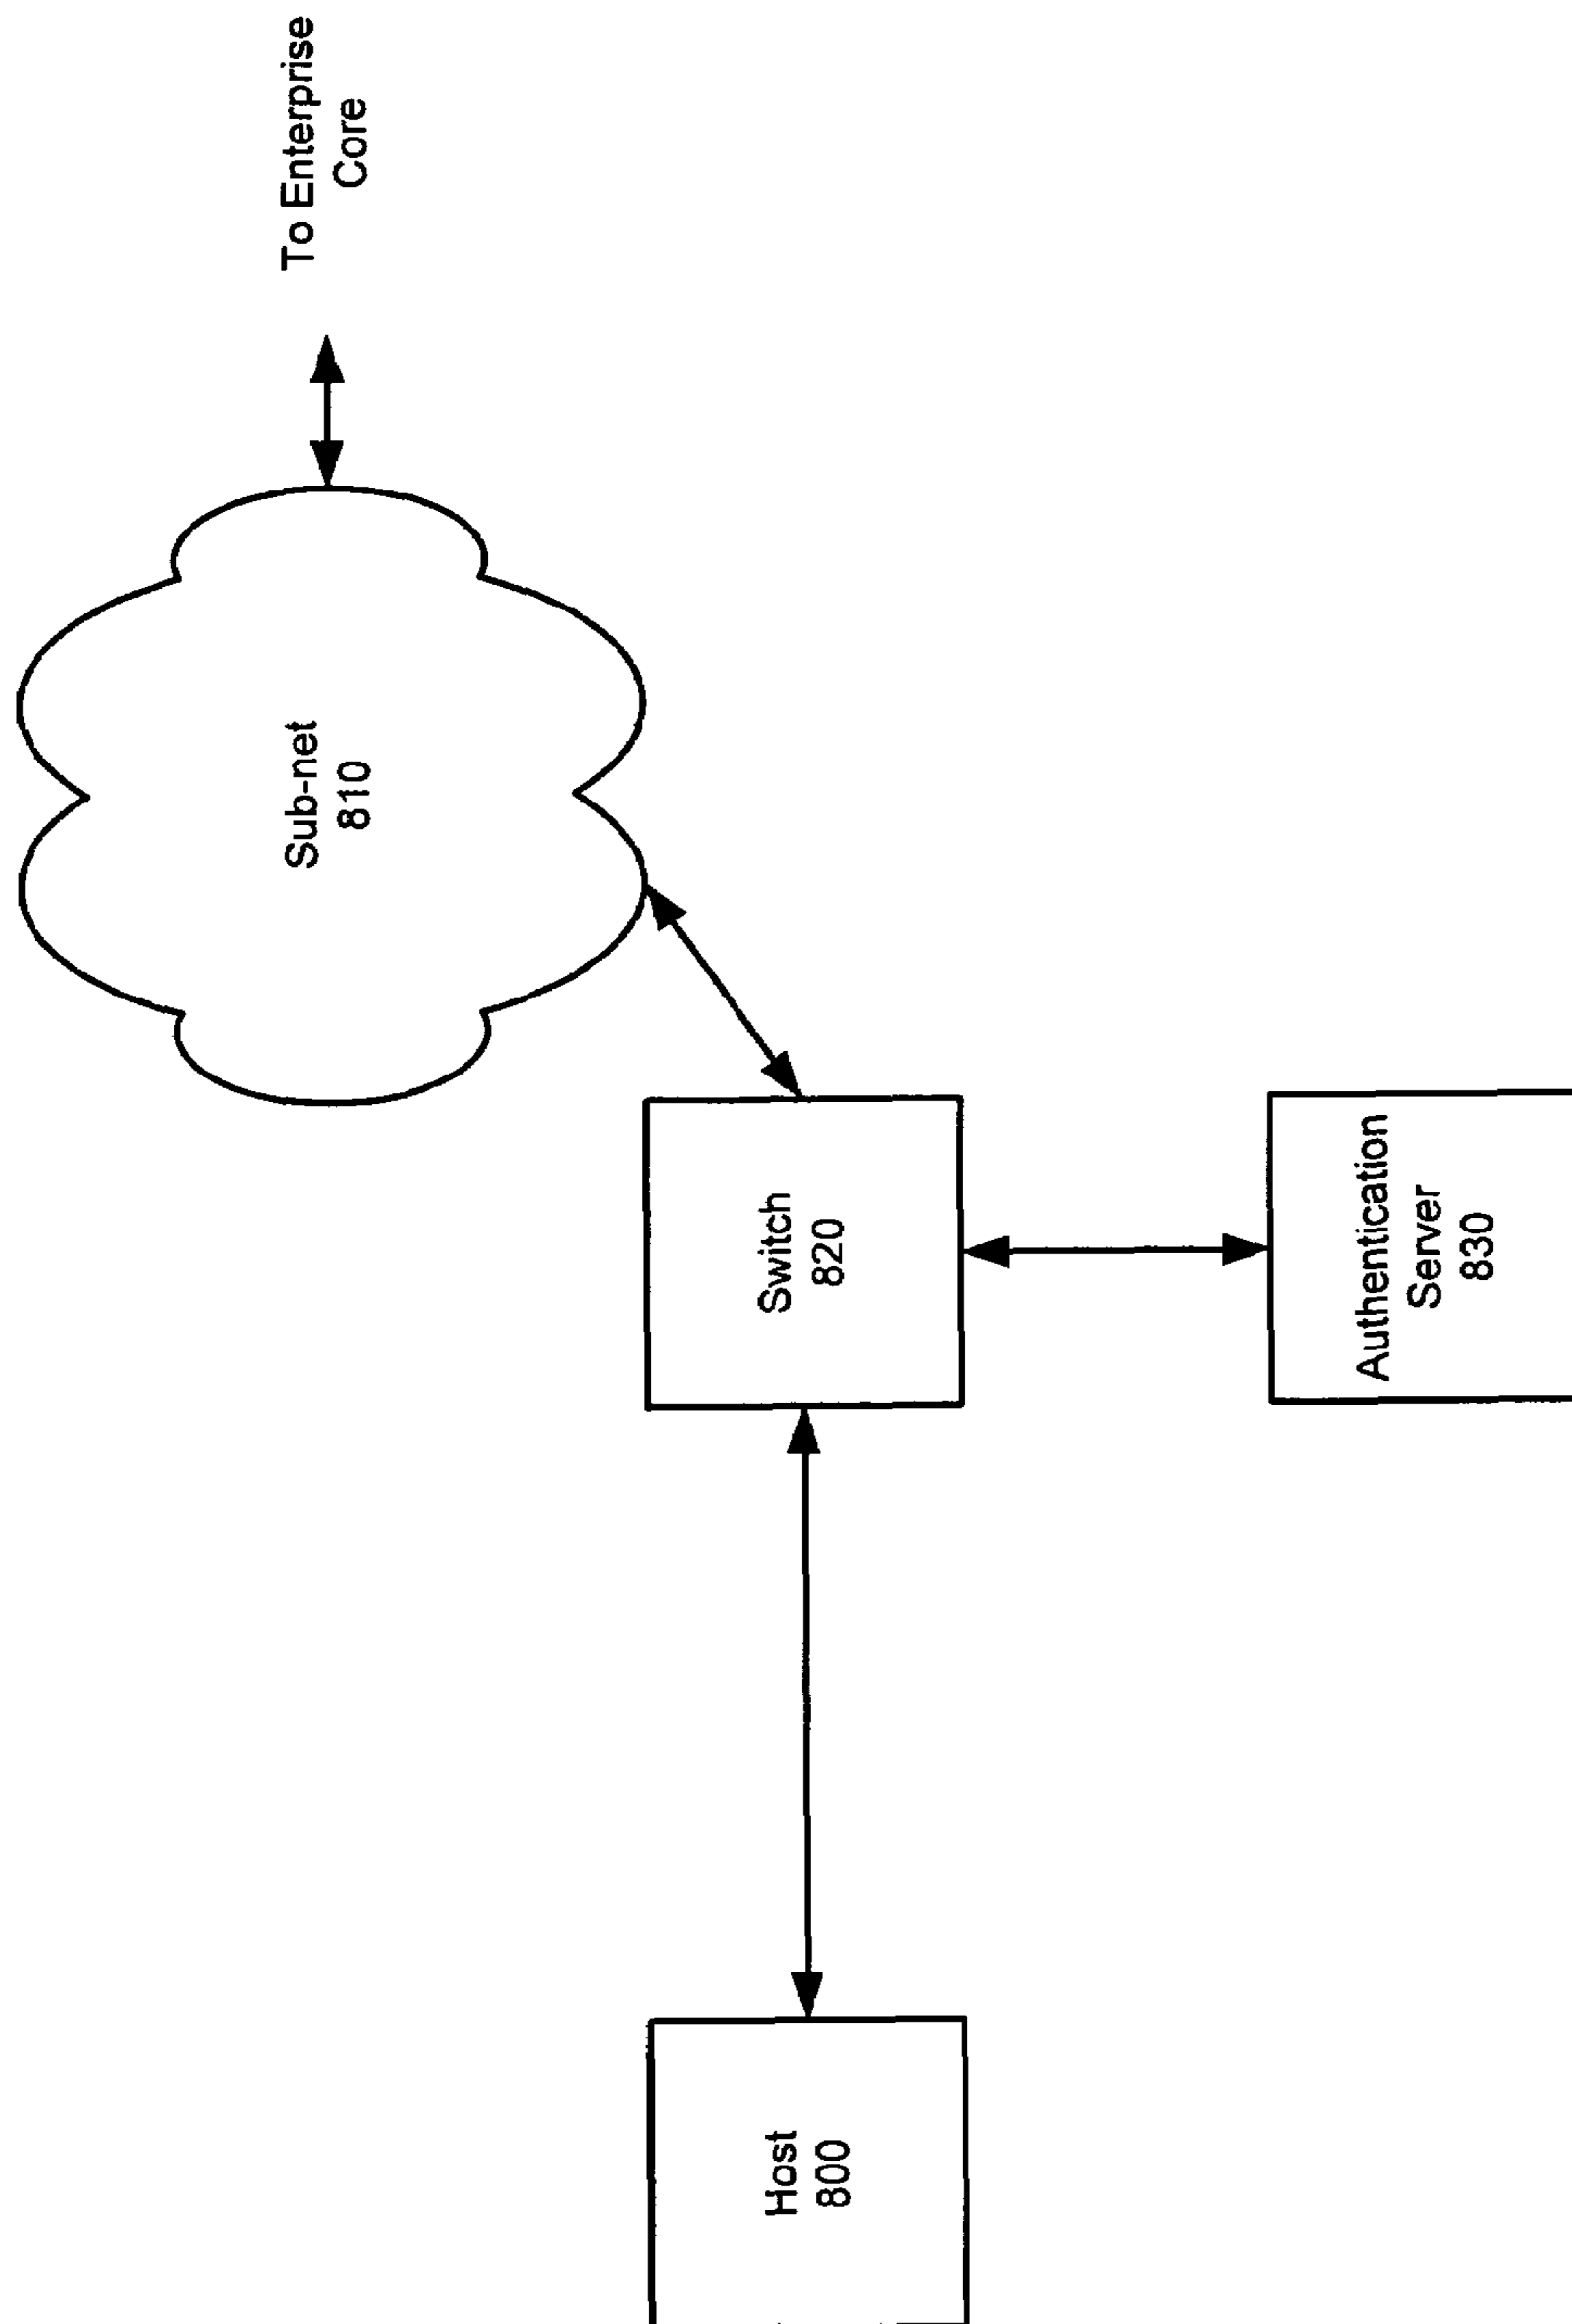 To Enterprise
Core
Sub-net
810
Switch
820
Authentication
Server
830
Host
800